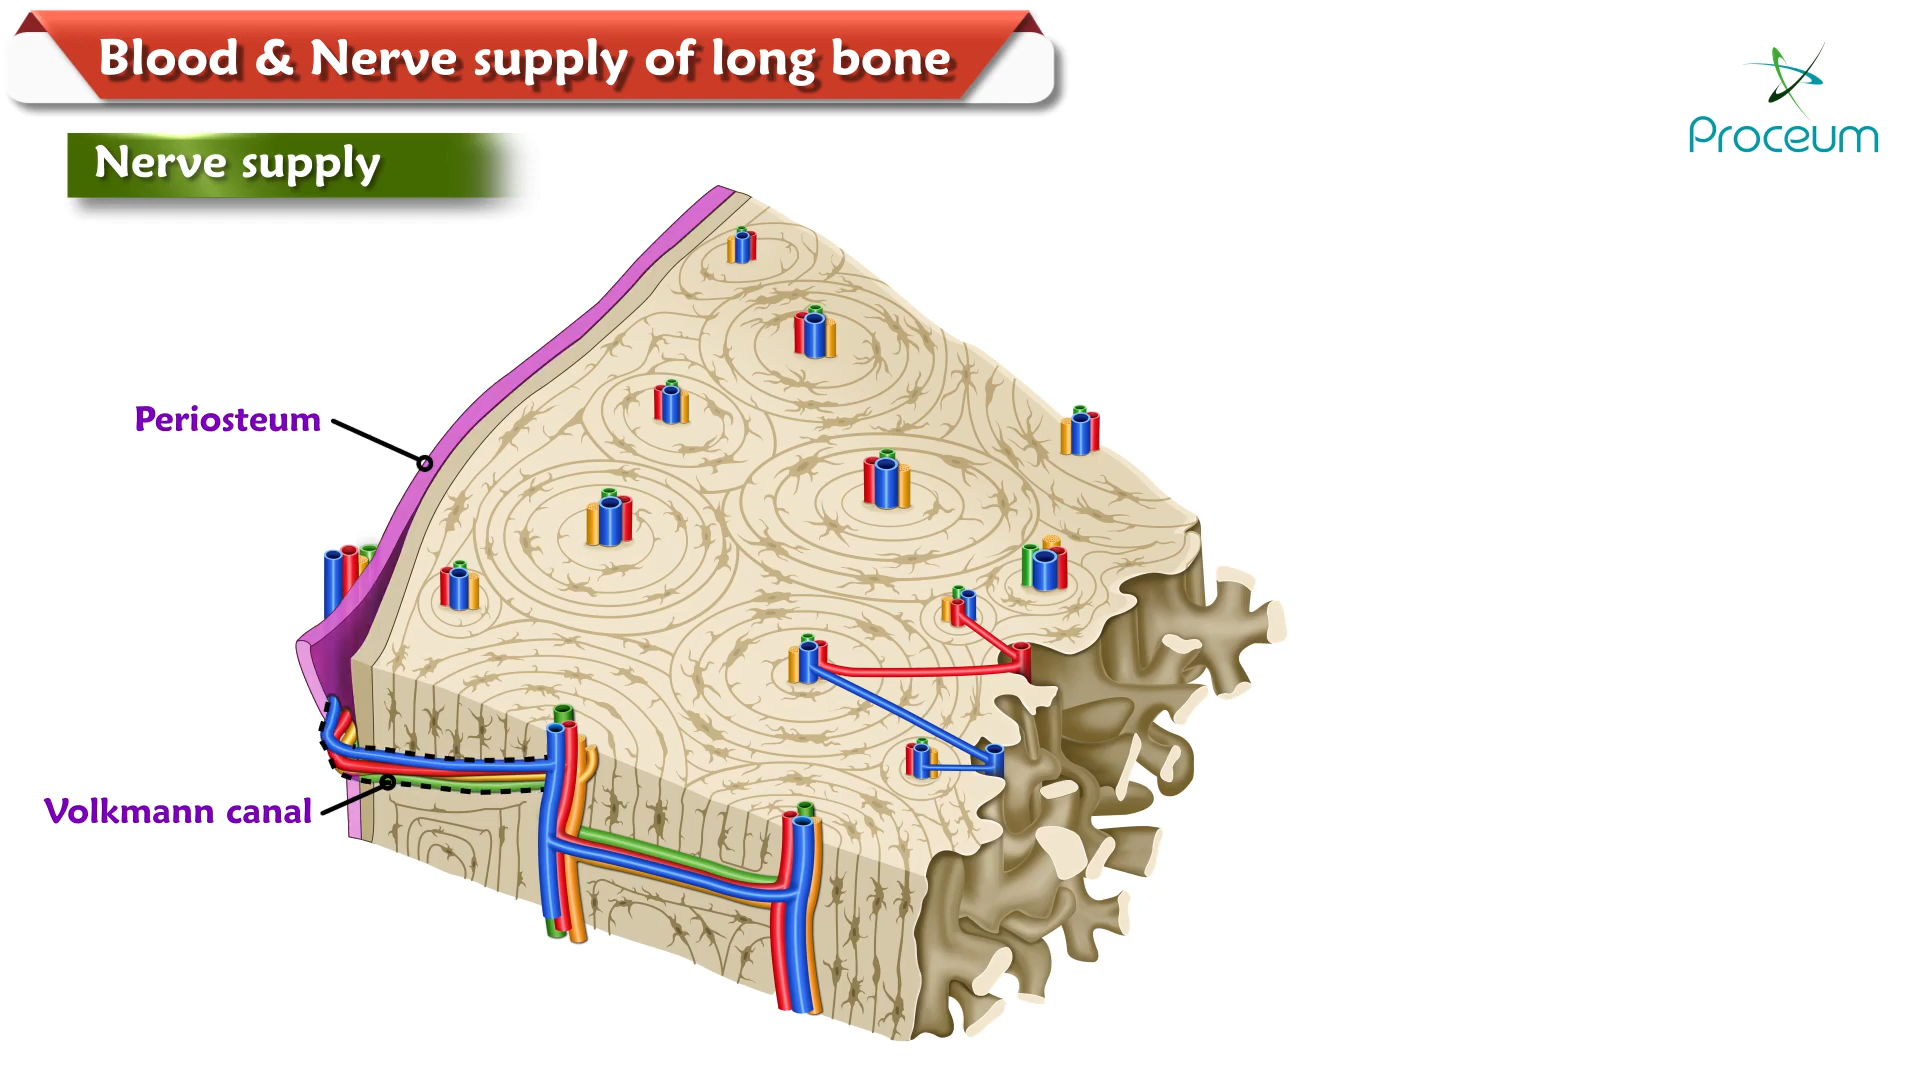 Blood & Nerve supply of long bone
Proceum
Nerve supply
Periosteum
Volkmann canal